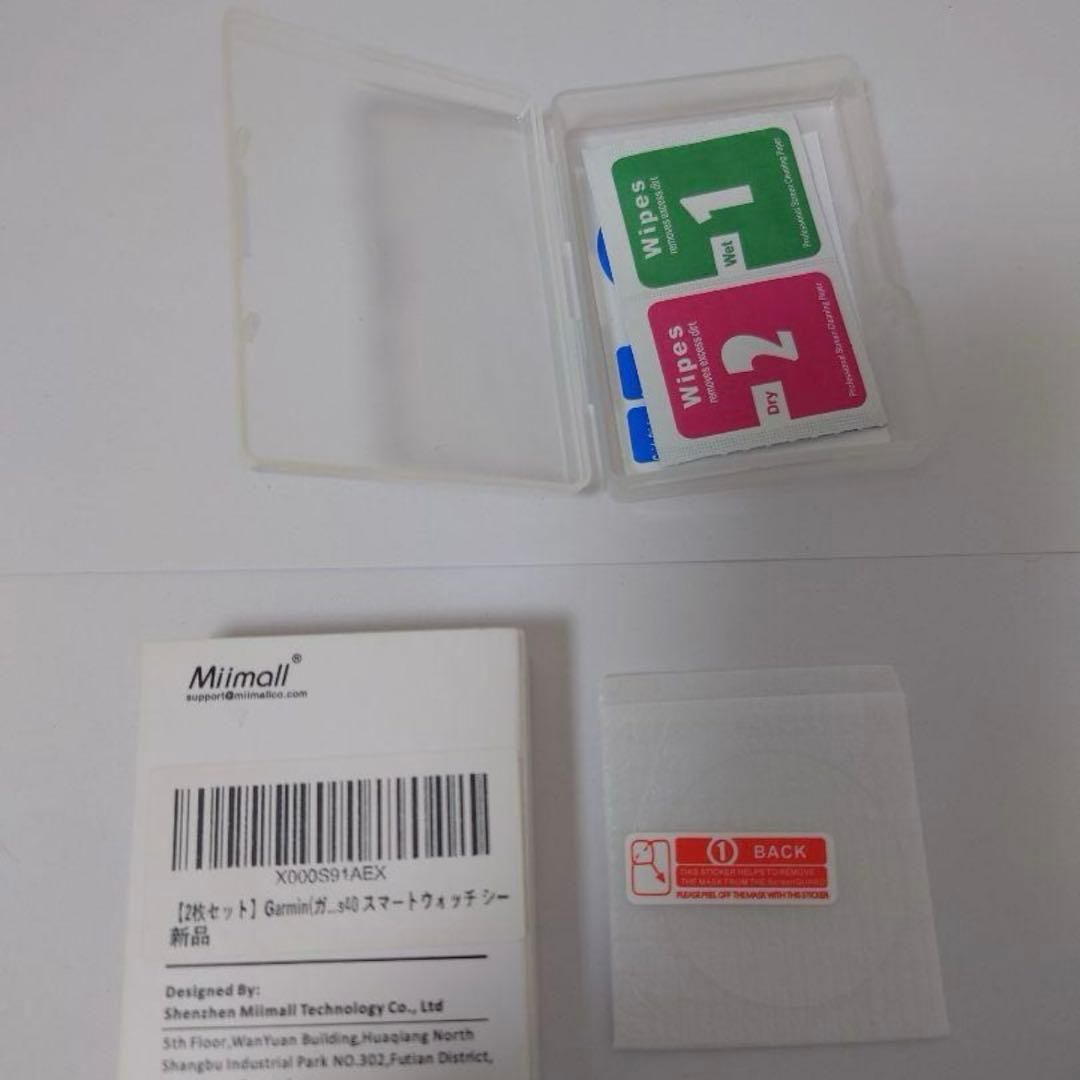 Wipes
removes excess dirt
1
Wet
Professional Screen Cleaning Paper
Wipes
removes excess dirt
2
Dry
Professional Screen Cleaning Paper
Miimall®
support@miimallco.com
X000S91AEX
【2枚セット】Garmin(ガ...s40 スマートウォッチ シー
新品
Designed By:
Shenzhen Miimall Technology Co., Ltd
5th Floor,WanYuan Building,Huaqiang North
Shangbu Industrial Park NO.302,Futian District,
1 BACK
THIS STICKER HELPS TO REMOVE
THE MASK FROM THE ScreenGUARD
PLEASE PEEL OFF THE MASK WITH THIS STICKER